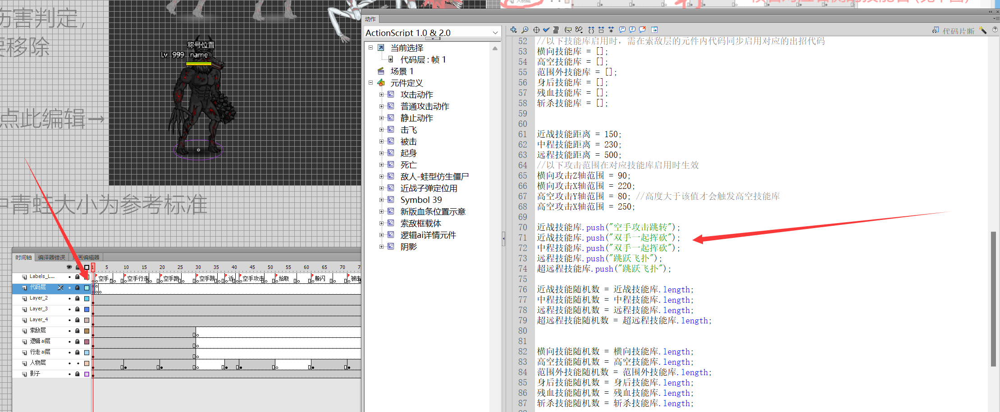 伤害判定,
要移除
点此编辑→
中青蛙大小为参考标准
称号位置
Lv. 999 name
时间轴
编译器错误
动画编辑器
1 5 10 15 20 25 30 35 40 45 50 55 60 65 70
Labels_L...
空手
空手行走
空手跑
空手跳
近
空手攻击
拾取
躲闪
被击
代码层
Layer_2
Layer_3
Layer_4
索敌层
逻辑ai层
行走ai层
人物层
影子
动作
ActionScript 1.0 & 2.0
当前选择
代码层 : 帧 1
场景 1
元件定义
攻击动作
普通攻击动作
静止动作
击飞
被击
起身
死亡
敌人-蛙型仿生僵尸
近战子弹定位用
Symbol 39
新版血条位置示意
索敌框载体
逻辑ai详情元件
阴影
代码片断
52 //以下技能库启用时，需在索敌层的元件内代码同步启用对应的出招代码
53 横向技能库 = [];
54 高空技能库 = [];
55 范围外技能库 = [];
56 身后技能库 = [];
57 残血技能库 = [];
58 斩杀技能库 = [];
59
60
61 近战技能距离 = 150;
62 中程技能距离 = 230;
63 远程技能距离 = 500;
64 //以下攻击范围在对应技能库启用时生效
65 横向攻击Z轴范围 = 90;
66 横向攻击X轴范围 = 220;
67 高空攻击Y轴范围 = 80; //高度大于该值才会触发高空技能库
68 高空攻击X轴范围 = 250;
69
70 近战技能库.push("空手攻击跳转");
71 近战技能库.push("双手一起挥砍");
72 中程技能库.push("双手一起挥砍");
73 远程技能库.push("跳跃飞扑");
74 超远程技能库.push("跳跃飞扑");
75
76 近战技能随机数 = 近战技能库.length;
77 中程技能随机数 = 中程技能库.length;
78 远程技能随机数 = 远程技能库.length;
79 超远程技能随机数 = 超远程技能库.length;
80
81
82 横向技能随机数 = 横向技能库.length;
83 高空技能随机数 = 高空技能库.length;
84 范围外技能随机数 = 范围外技能库.length;
85 身后技能随机数 = 身后技能库.length;
86 残血技能随机数 = 残血技能库.length;
87 斩杀技能随机数 = 斩杀技能库.length;